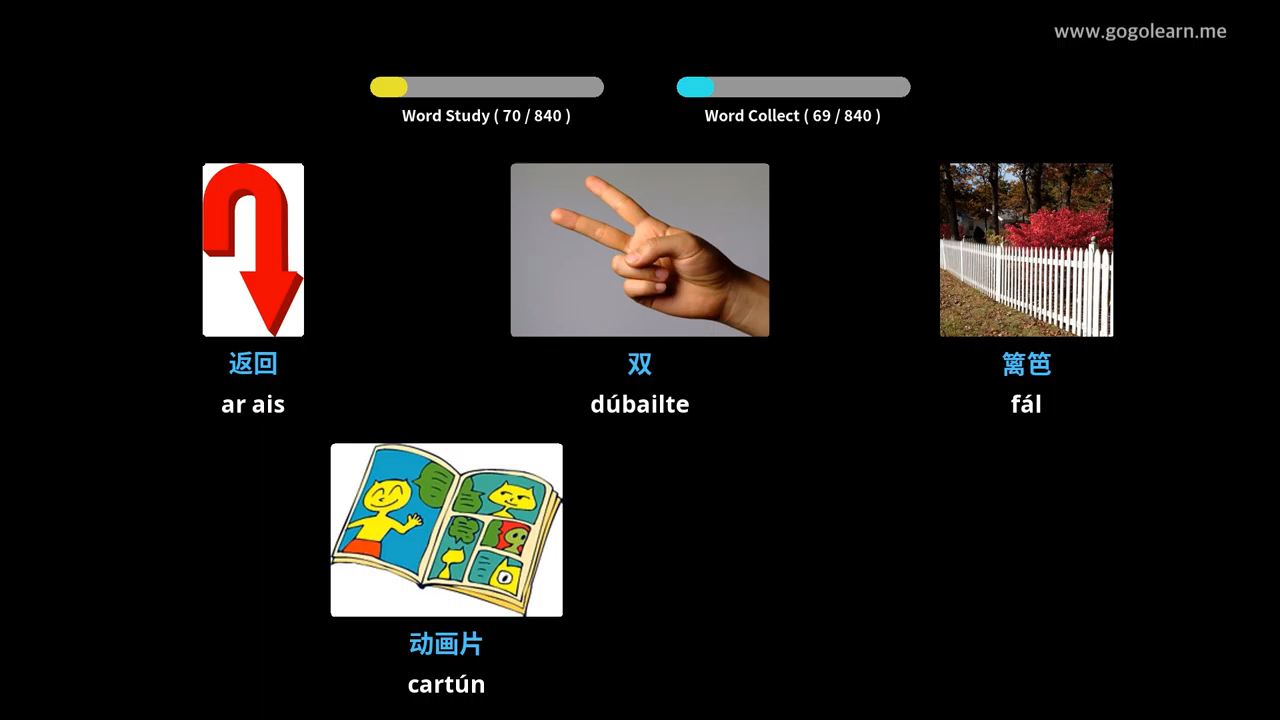 www.gogolearn.me
Word Study ( 70 / 840 )
Word Collect ( 69 / 840 )
返回
双
篱笆
ar ais
dúbailte
fál
动画片
cartún